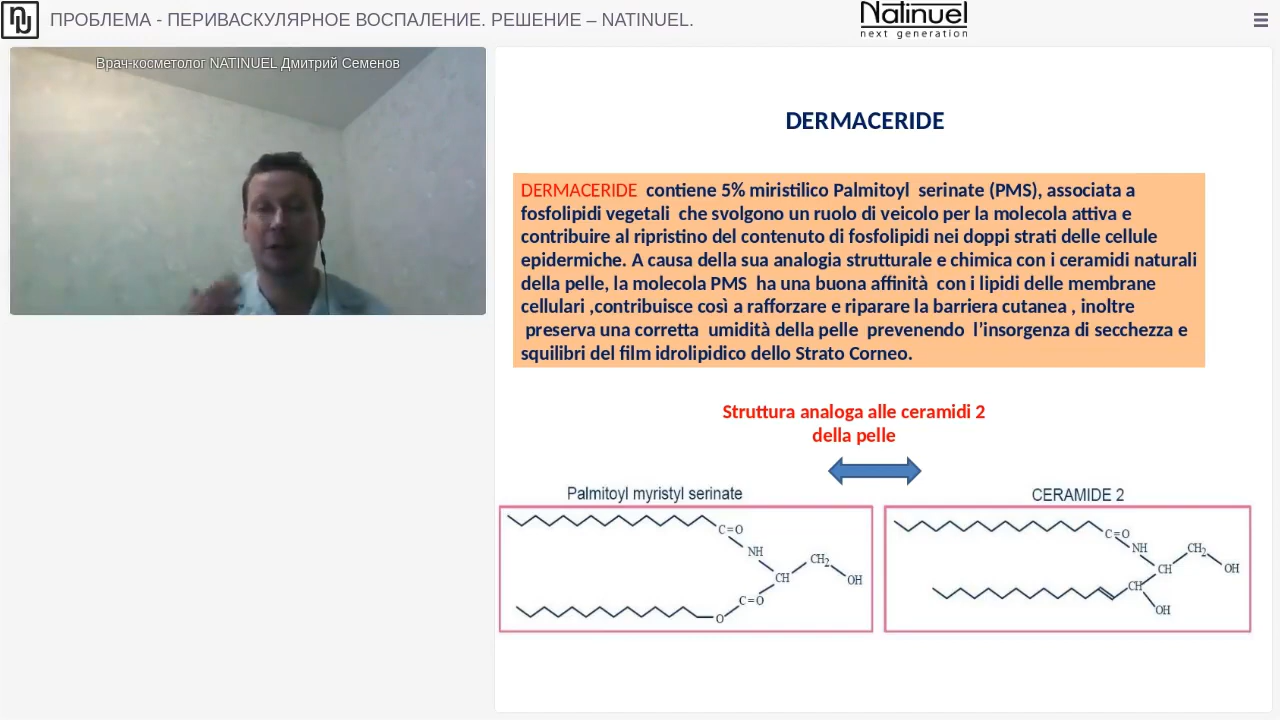 ПРОБЛЕМА - ПЕРИВАСКУЛЯРНОЕ ВОСПАЛЕНИЕ. РЕШЕНИЕ – NATINUEL.
Natinuel
next generation
Врач-косметолог NATINUEL Дмитрий Семенов
DERMACERIDE
DERMACERIDE contiene 5% miristilico Palmitoyl serinate (PMS), associata a
fosfolipidi vegetali che svolgono un ruolo di veicolo per la molecola attiva e
contribuire al ripristino del contenuto di fosfolipidi nei doppi strati delle cellule
epidermiche. A causa della sua analogia strutturale e chimica con i ceramidi naturali
della pelle, la molecola PMS ha una buona affinità con i lipidi delle membrane
cellulari ,contribuisce così a rafforzare e riparare la barriera cutanea , inoltre
preserva una corretta umidità della pelle prevenendo l’insorgenza di secchezza e
squilibri del film idrolipidico dello Strato Corneo.
Struttura analoga alle ceramidi 2
della pelle
Palmitoyl myristyl serinate
C=O
NH
CH2
CH
OH
C=O
O
CERAMIDE 2
C=O
NH
CH2
CH
OH
CH
OH